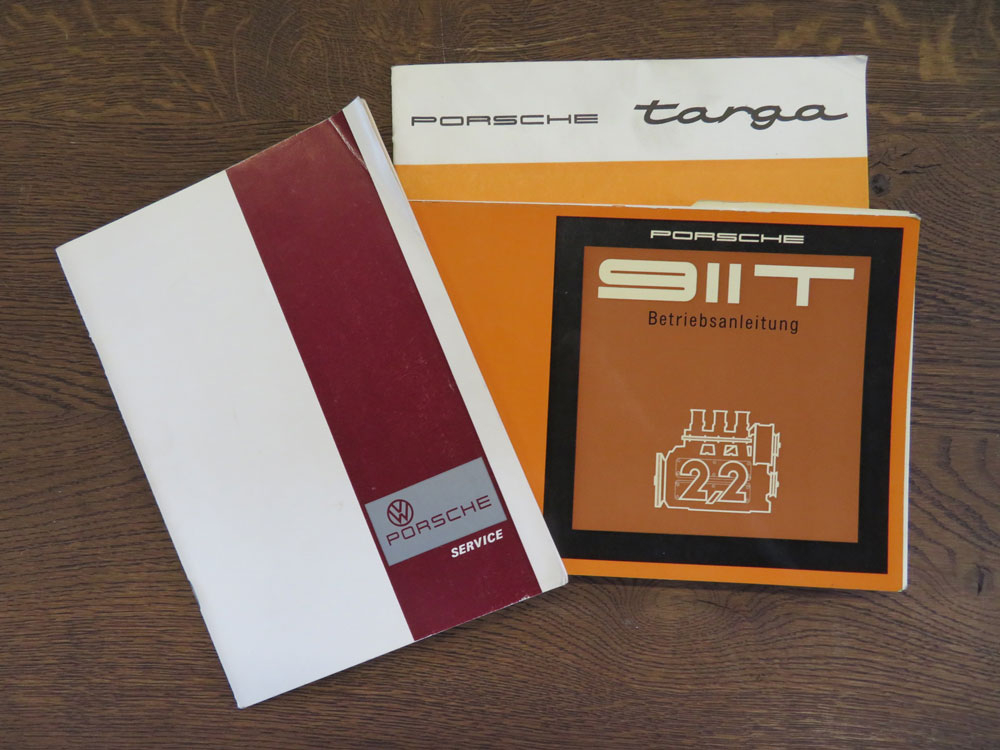 PORSCHE targa
PORSCHE
911T
Betriebsanleitung
2,2
VW
PORSCHE
SERVICE